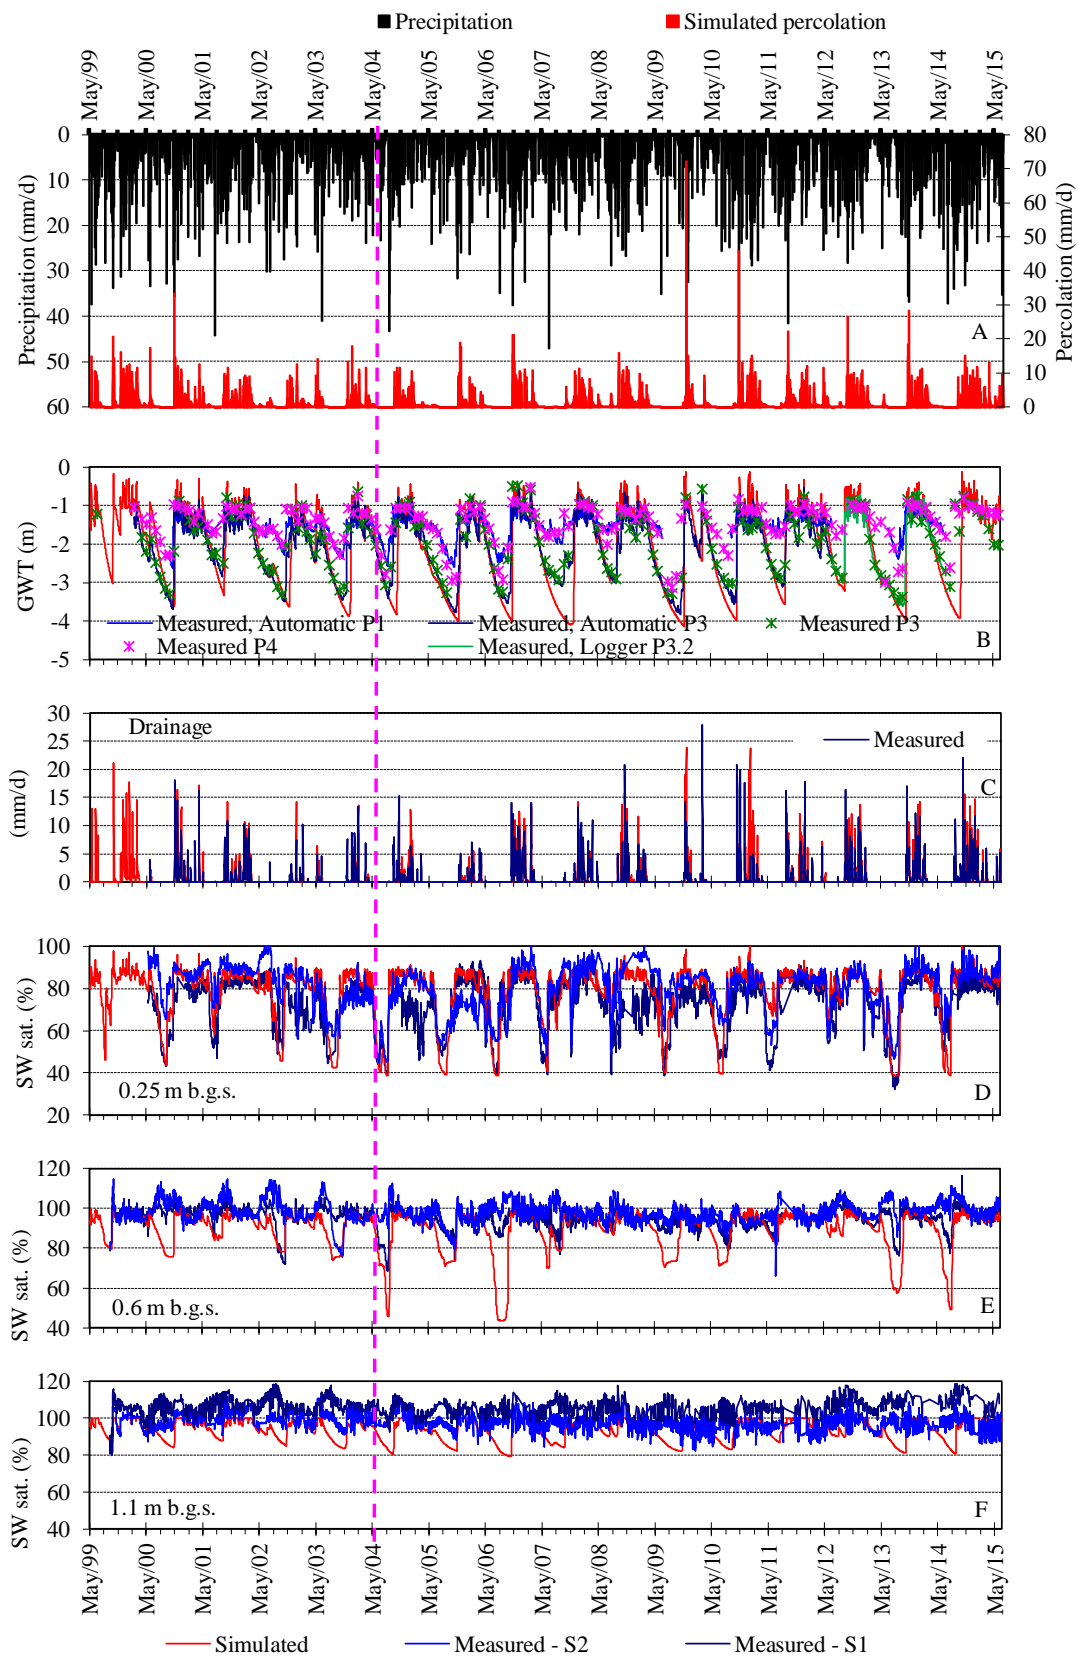 Precipitation Simulated percolation
May/99 May/00 May/01 May/02 May/03 May/04 May/05 May/06 May/07 May/08 May/09 May/10 May/11 May/12 May/13 May/14 May/15
Precipitation (mm/d)
0
10
20
30
40
50
60
Percolation (mm/d)
80
70
60
50
40
30
20
10
0
A
GWT (m)
0
-1
-2
-3
-4
-5
Measured, Automatic P1 Measured, Automatic P3 Measured P3
Measured P4 Measured, Logger P3.2
B
(mm/d)
30
25
20
15
10
5
0
Drainage
Measured
C
SW sat. (%)
100
80
60
40
20
0.25 m b.g.s.
D
SW sat. (%)
120
100
80
60
40
0.6 m b.g.s.
E
SW sat. (%)
120
100
80
60
40
1.1 m b.g.s.
F
May/99 May/00 May/01 May/02 May/03 May/04 May/05 May/06 May/07 May/08 May/09 May/10 May/11 May/12 May/13 May/14 May/15
Simulated Measured - S2 Measured - S1